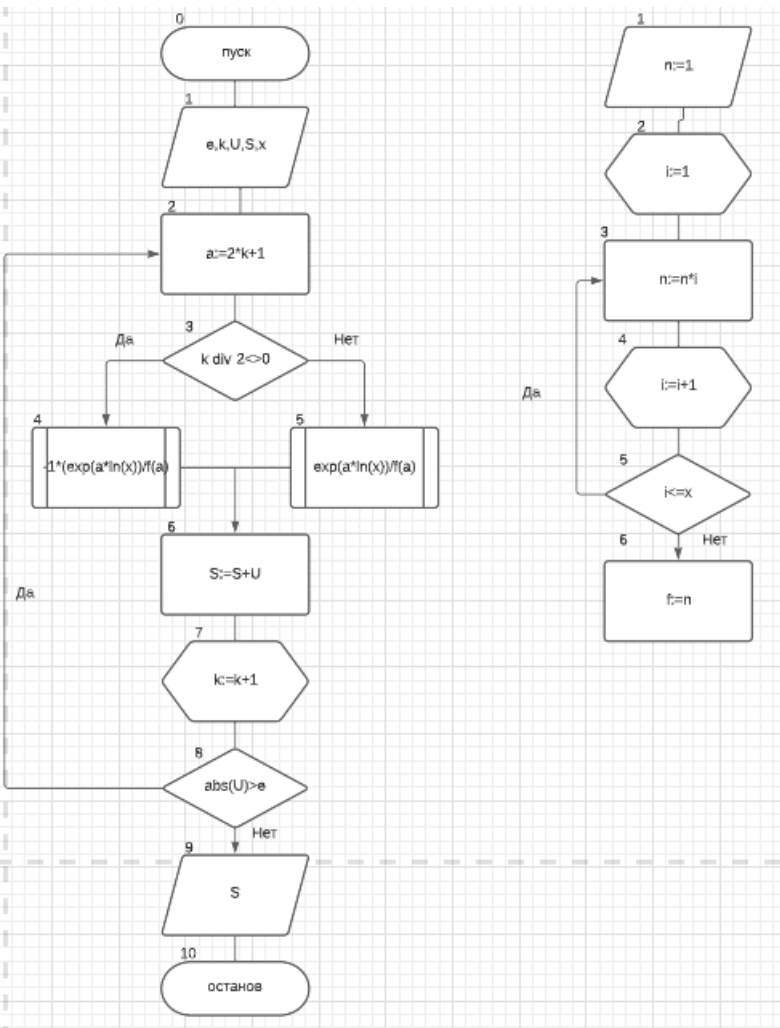 0
пуск
1
e,k,U,S,x
2
a:=2*k+1
3
Да
Нет
k div 2<>0
4
-1*(exp(a*ln(x))/f(a)
5
exp(a*ln(x))/f(a)
6
S:=S+U
Да
7
k:=k+1
8
abs(U)>e
Нет
9
S
10
останов
1
n:=1
2
i:=1
3
n:=n*i
4
i:=i+1
Да
5
i<=x
6
Нет
f:=n